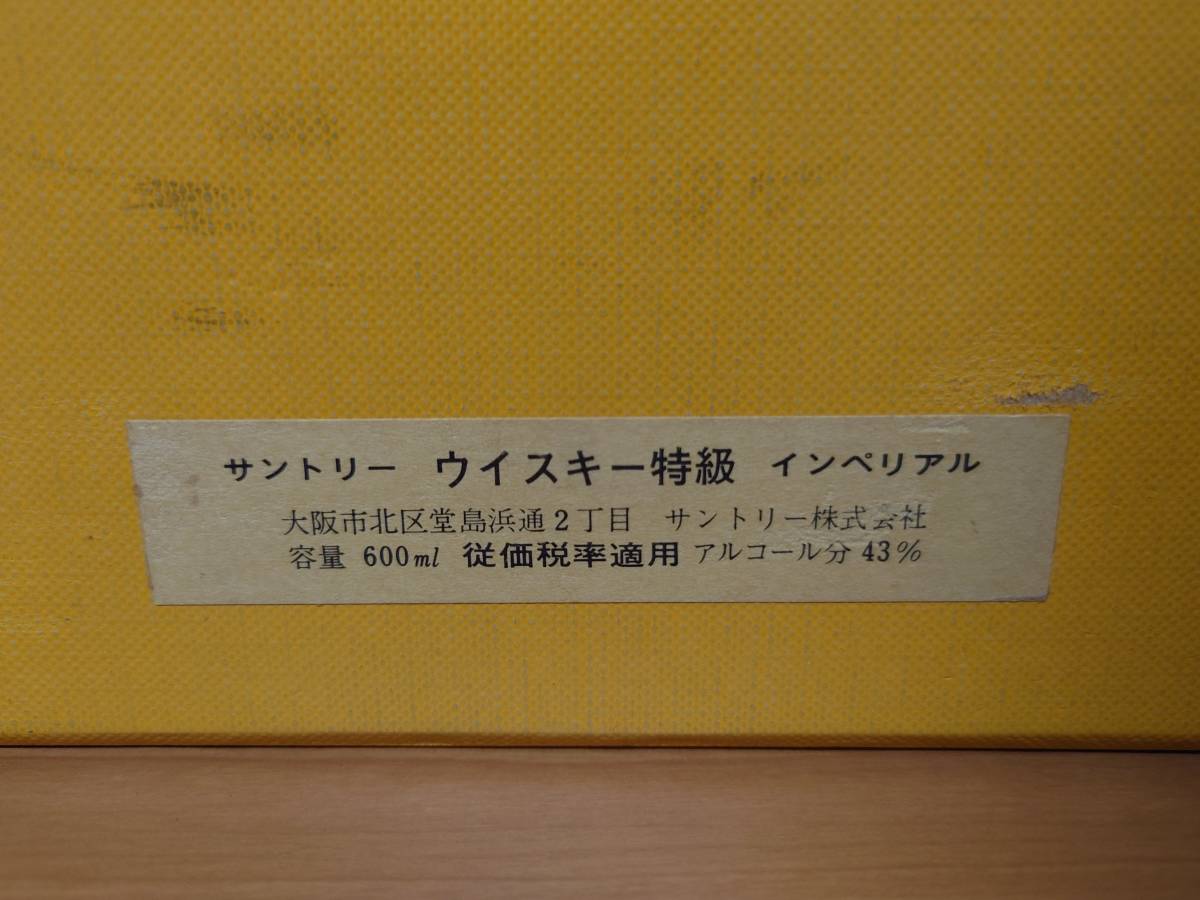 サントリー ウイスキー特級 インペリアル
大阪市北区堂島浜通2丁目 サントリー株式会社
容量 600ml 従価税率適用 アルコール分 43%